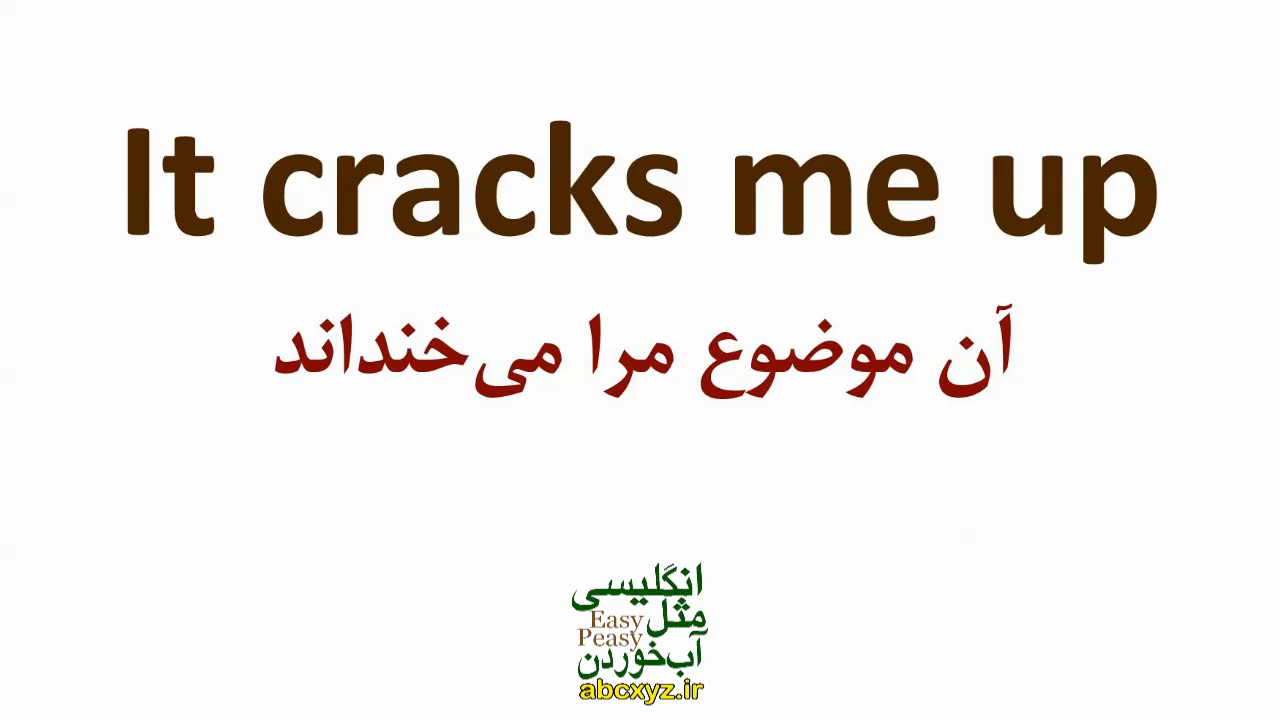 It cracks me up
آن موضوع مرا می‌خنداند
انگلیسی
مثل
Easy
Peasy
آب‌خوردن
abcxyz.ir